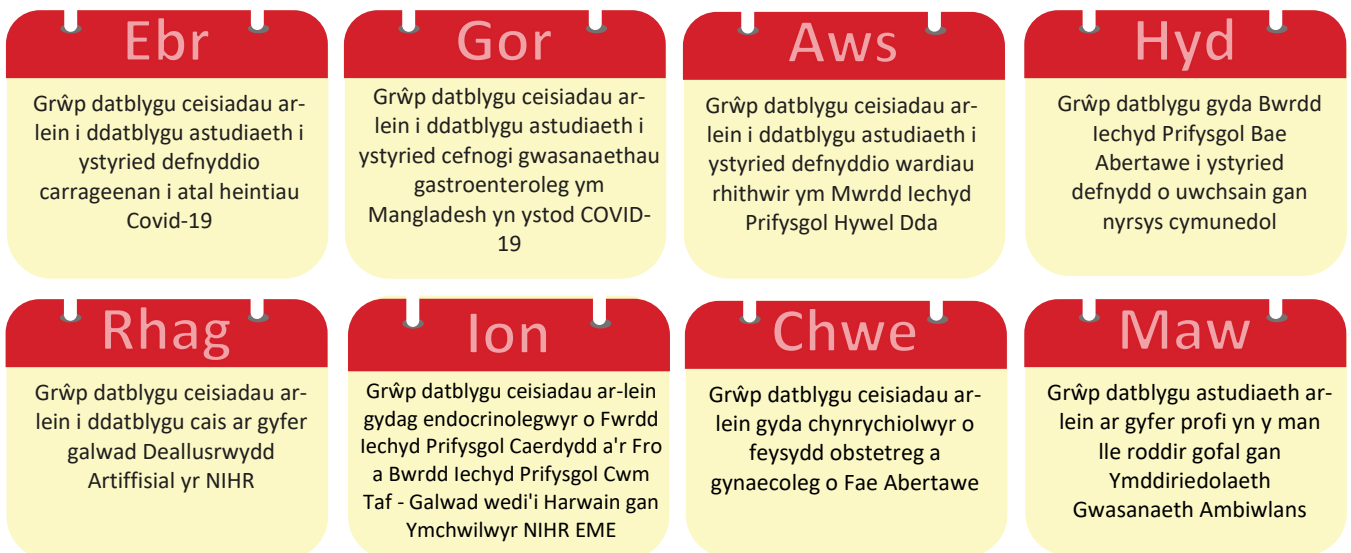 Ebr
Grŵp datblygu ceisiadau ar-
lein i ddatblygu astudiaeth i
ystyried defnyddio
carrageenan i atal heintiau
Covid-19
Gor
Grŵp datblygu ceisiadau ar-
lein i ddatblygu astudiaeth i
ystyried cefnogi gwasanaethau
gastroenteroleg ym
Mangladesh yn ystod COVID-
19
Aws
Grŵp datblygu ceisiadau ar-
lein i ddatblygu astudiaeth i
ystyried defnyddio wardiau
rhithwir ym Mwrdd Iechyd
Prifysgol Hywel Dda
Hyd
Grŵp datblygu gyda Bwrdd
Iechyd Prifysgol Bae
Abertawe i ystyried
defnydd o uwchsain gan
nyrsys cymunedol
Rhag
Grŵp datblygu ceisiadau ar-
lein i ddatblygu cais ar gyfer
galwad Deallusrwydd
Artiffisial yr NIHR
Ion
Grŵp datblygu ceisiadau ar-lein
gydag endocrinolegwyr o Fwrdd
Iechyd Prifysgol Caerdydd a'r Fro
a Bwrdd Iechyd Prifysgol Cwm
Taf - Galwad wedi'i Harwain gan
Ymchwilwyr NIHR EME
Chwe
Grŵp datblygu ceisiadau ar-
lein gyda chynrychiolwyr o
feysydd obstetreg a
gynaecoleg o Fae Abertawe
Maw
Grŵp datblygu astudiaeth ar-
lein ar gyfer profi yn y man
lle roddir gofal gan
Ymddiriedolaeth
Gwasanaeth Ambiwlans